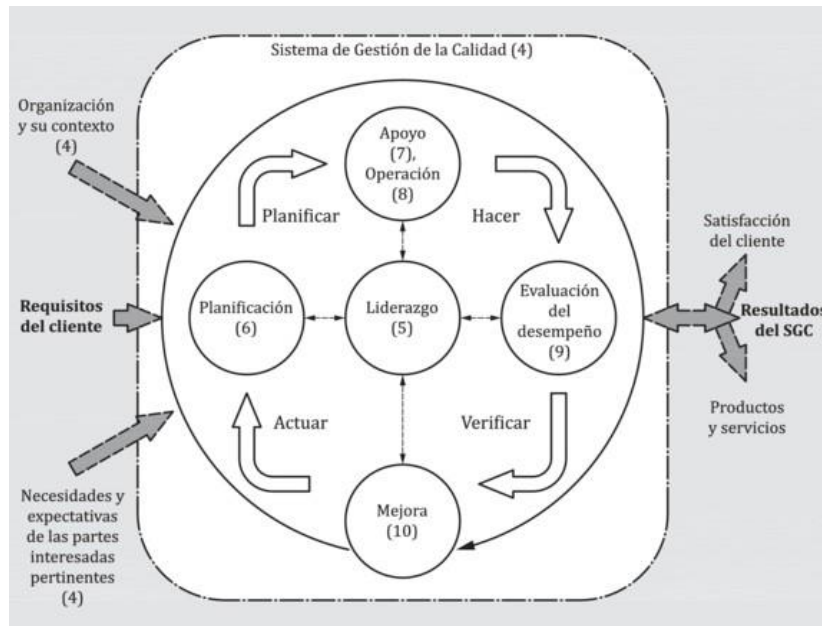 Sistema de Gestión de la Calidad (4)
Organización
y su contexto
(4)
Apoyo
(7),
Operación
(8)
Planificar
Hacer
Satisfacción
del cliente
Requisitos
del cliente
Planificación
(6)
Liderazgo
(5)
Evaluación
del
desempeño
(9)
Resultados
del SGC
Actuar
Verificar
Productos
y servicios
Necesidades y
expectativas
de las partes
interesadas
pertinentes
(4)
Mejora
(10)